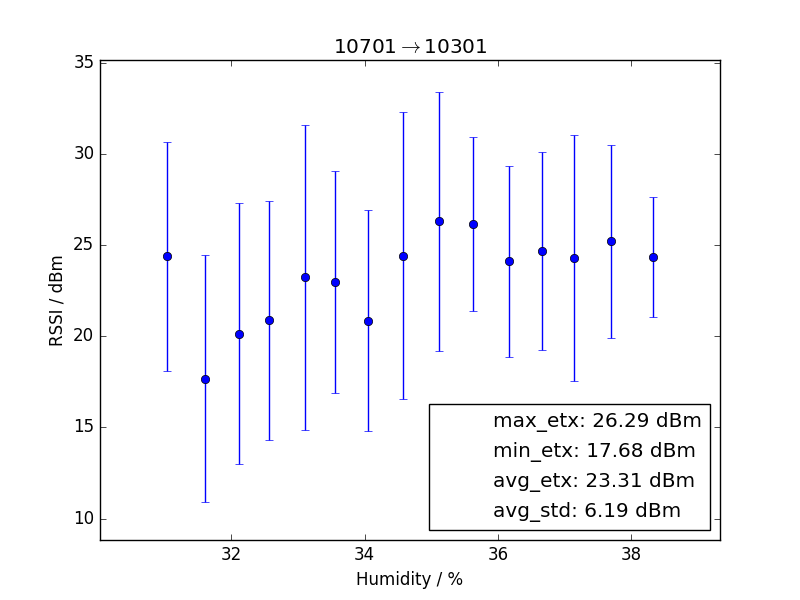 10701→10301
35
30
25
20
15
10
RSSI / dBm
max_etx: 26.29 dBm
min_etx: 17.68 dBm
avg_etx: 23.31 dBm
avg_std: 6.19 dBm
32 34 36 38
Humidity / %